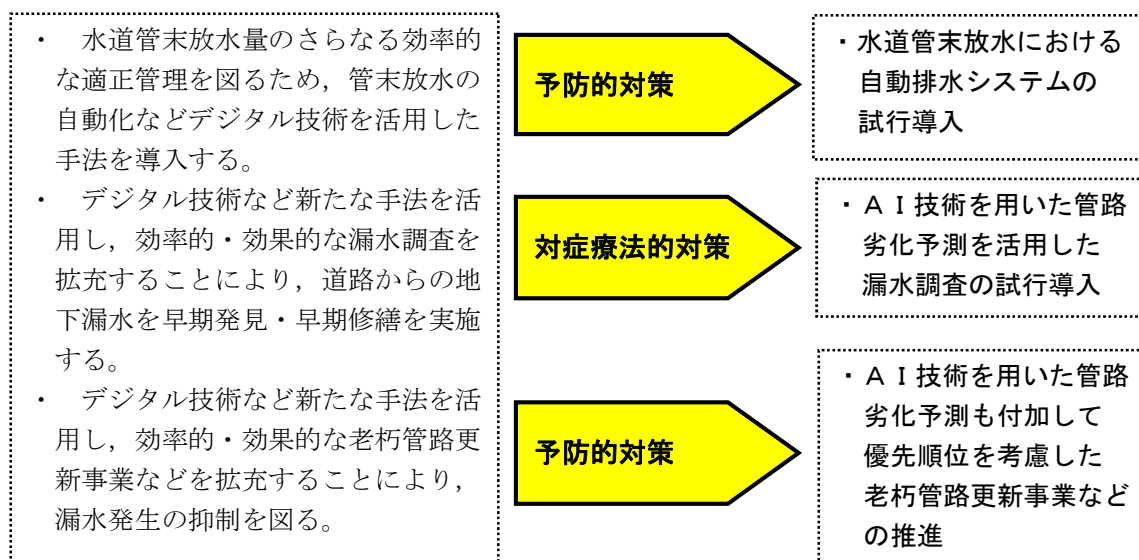 ・　水道管末放水量のさらなる効率的
な適正管理を図るため，管末放水の
自動化などデジタル技術を活用した
手法を導入する。
・　デジタル技術など新たな手法を活
用し，効率的・効果的な漏水調査を
拡充することにより，道路からの地
下漏水を早期発見・早期修繕を実施
する。
・　デジタル技術など新たな手法を活
用し，効率的・効果的な老朽管路更
新事業などを拡充することにより，
漏水発生の抑制を図る。
予防的対策
・水道管末放水における
自動排水システムの
試行導入
対症療法的対策
・ＡＩ技術を用いた管路
劣化予測を活用した
漏水調査の試行導入
予防的対策
・ＡＩ技術を用いた管路
劣化予測も付加して
優先順位を考慮した
老朽管路更新事業など
の推進